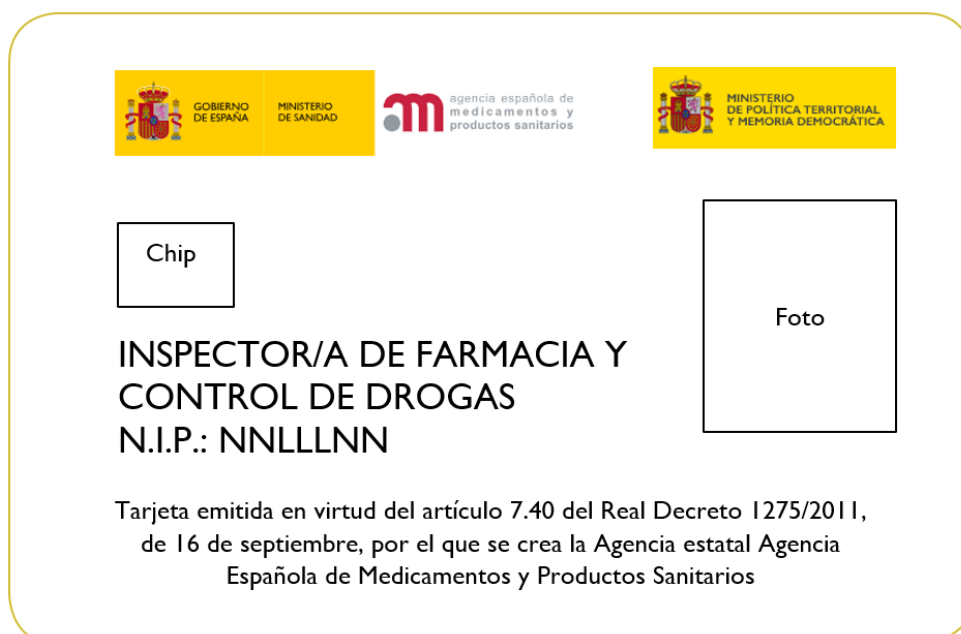 GOBIERNO
DE ESPAÑA
MINISTERIO
DE SANIDAD
agencia española de
medicamentos y
productos sanitarios
MINISTERIO
DE POLÍTICA TERRITORIAL
Y MEMORIA DEMOCRÁTICA
Chip
Foto
INSPECTOR/A DE FARMACIA Y
CONTROL DE DROGAS
N.I.P.: NNLLLNN
Tarjeta emitida en virtud del artículo 7.40 del Real Decreto 1275/2011,
de 16 de septiembre, por el que se crea la Agencia estatal Agencia
Española de Medicamentos y Productos Sanitarios